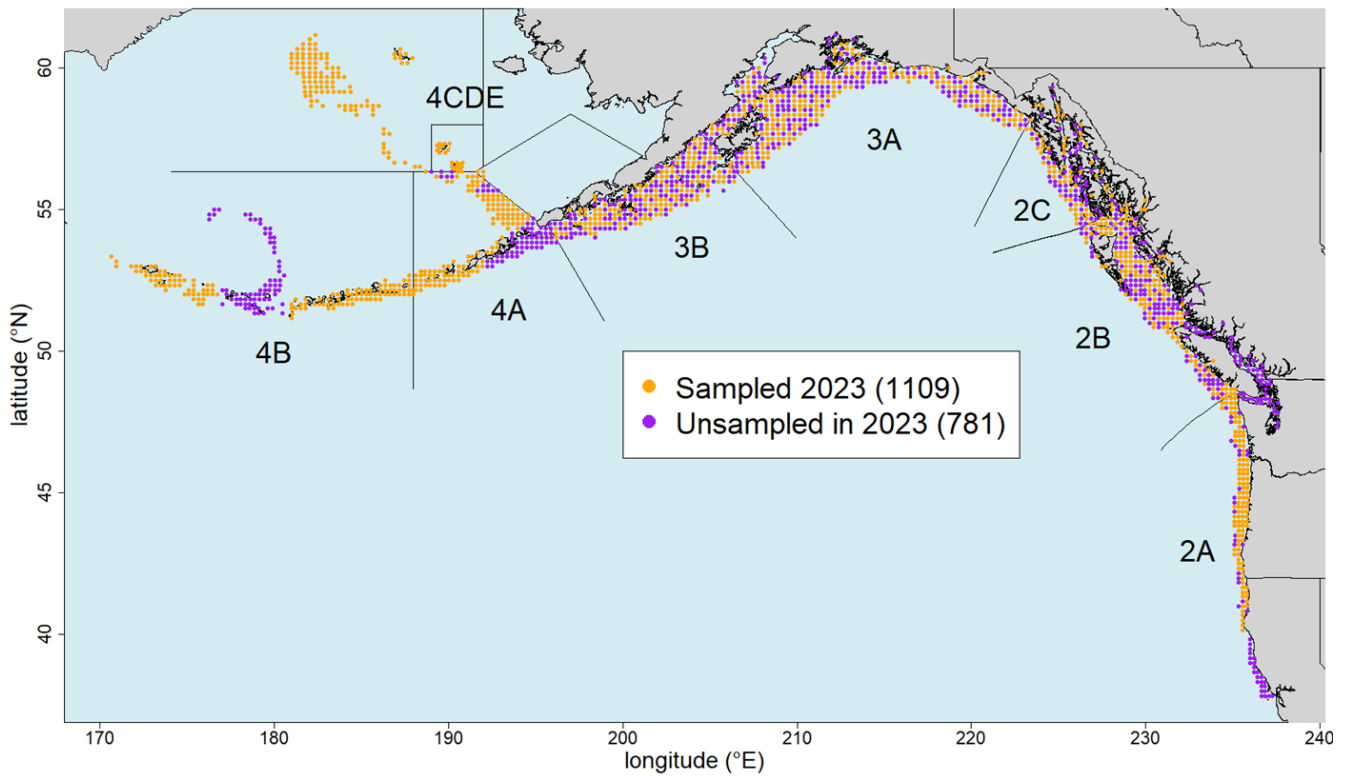 60
4CDE
3A
55
2C
3B
4A
4B
50
2B
Sampled 2023 (1109)
Unsampled in 2023 (781)
latitude (°N)
45
2A
40
170 180 190 200 210 220 230 240
longitude (°E)